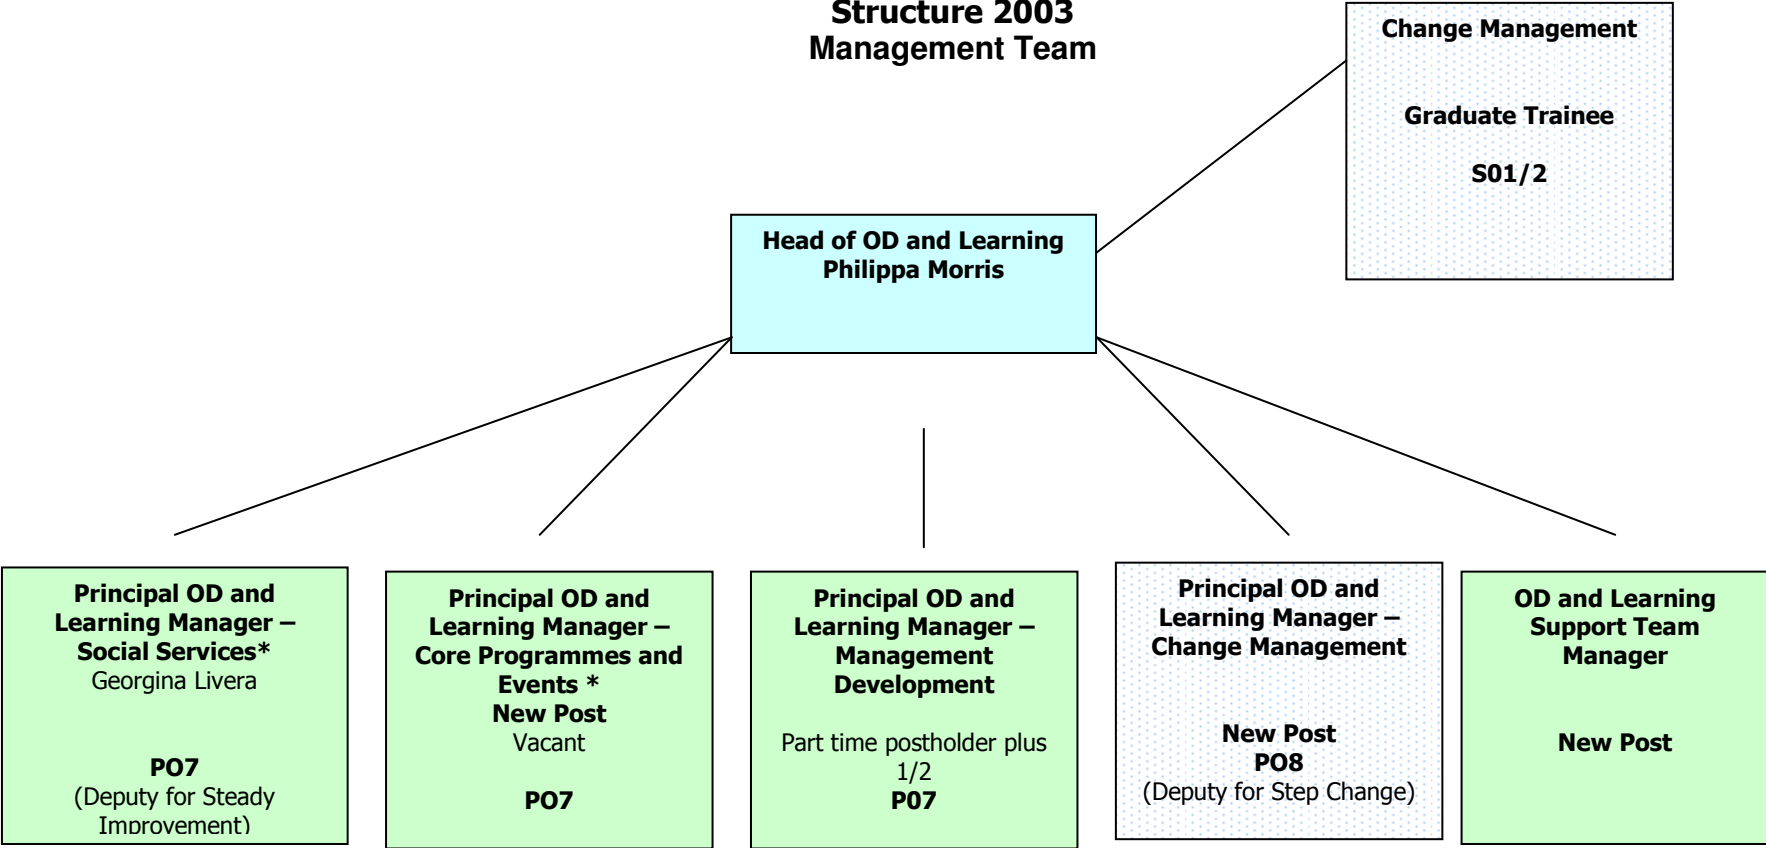 Structure 2003
Management Team
Change Management
Graduate Trainee
S01/2
Head of OD and Learning
Philippa Morris
Principal OD and
Learning Manager –
Social Services*
Georgina Livera
PO7
(Deputy for Steady
Improvement)
Principal OD and
Learning Manager –
Core Programmes and
Events *
New Post
Vacant
PO7
Principal OD and
Learning Manager –
Management
Development
Part time postholder plus
1/2
P07
Principal OD and
Learning Manager –
Change Management
New Post
PO8
(Deputy for Step Change)
OD and Learning
Support Team
Manager
New Post